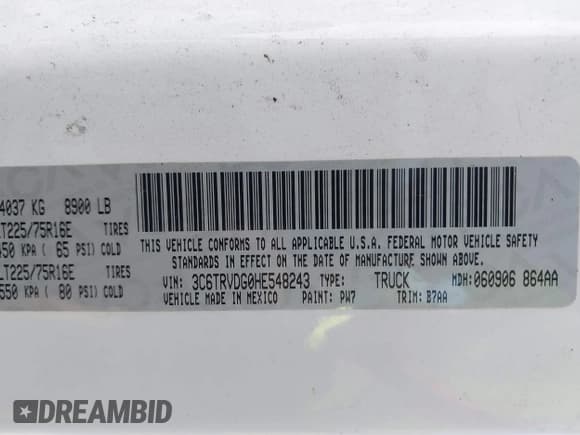 4037 KG 8900 LB
T225/75R16E TIRES
450 KPA ( 65 PSI) COLD
LT225/75R16E TIRES
550 KPA ( 80 PSI) COLD
THIS VEHICLE CONFORMS TO ALL APPLICABLE U.S.A. FEDERAL MOTOR VEHICLE SAFETY
STANDARDS IN EFFECT ON THE DATE OF MANUFACTURE SHOWN ABOVE.
VIN: 3C6TRVDG0HE548243 TYPE: TRUCK MDH: 060906 864AA
VEHICLE MADE IN MEXICO PAINT: PW7 TRIM: B7AA
DREAMBID